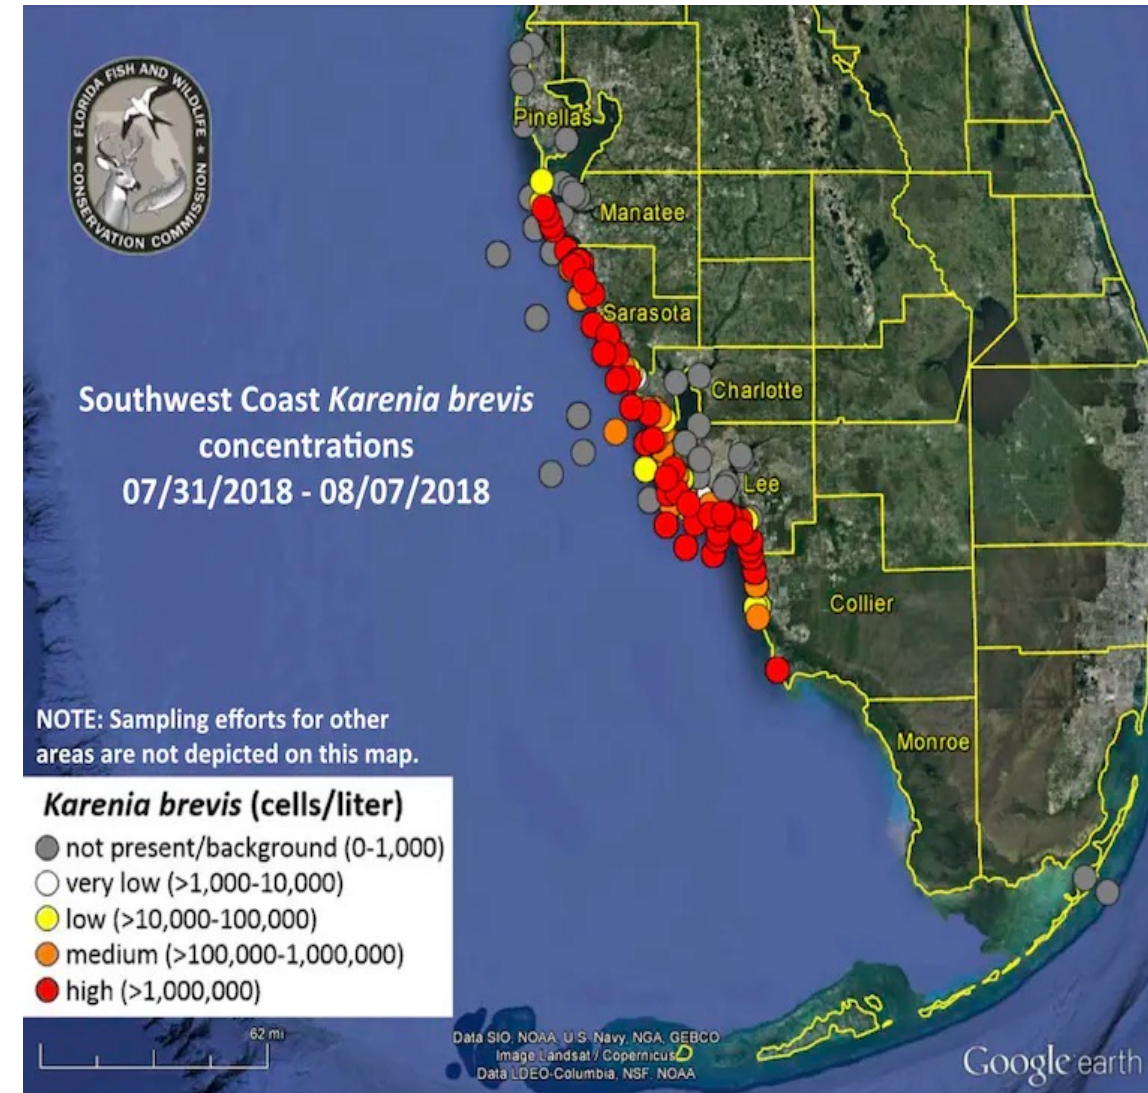 FLORIDA FISH AND WILDLIFE
CONSERVATION COMMISSION
Pinellas
Manatee
Sarasota
Charlotte
Lee
Collier
Monroe
Southwest Coast Karenia brevis
concentrations
07/31/2018 - 08/07/2018
NOTE: Sampling efforts for other
areas are not depicted on this map.
Karenia brevis (cells/liter)
not present/background (0-1,000)
very low (>1,000-10,000)
low (>10,000-100,000)
medium (>100,000-1,000,000)
high (>1,000,000)
62 mi
Data SIO, NOAA, U.S. Navy, NGA, GEBCO
Image Landsat / Copernicus
Data LDEO-Columbia, NSF, NOAA
Google earth